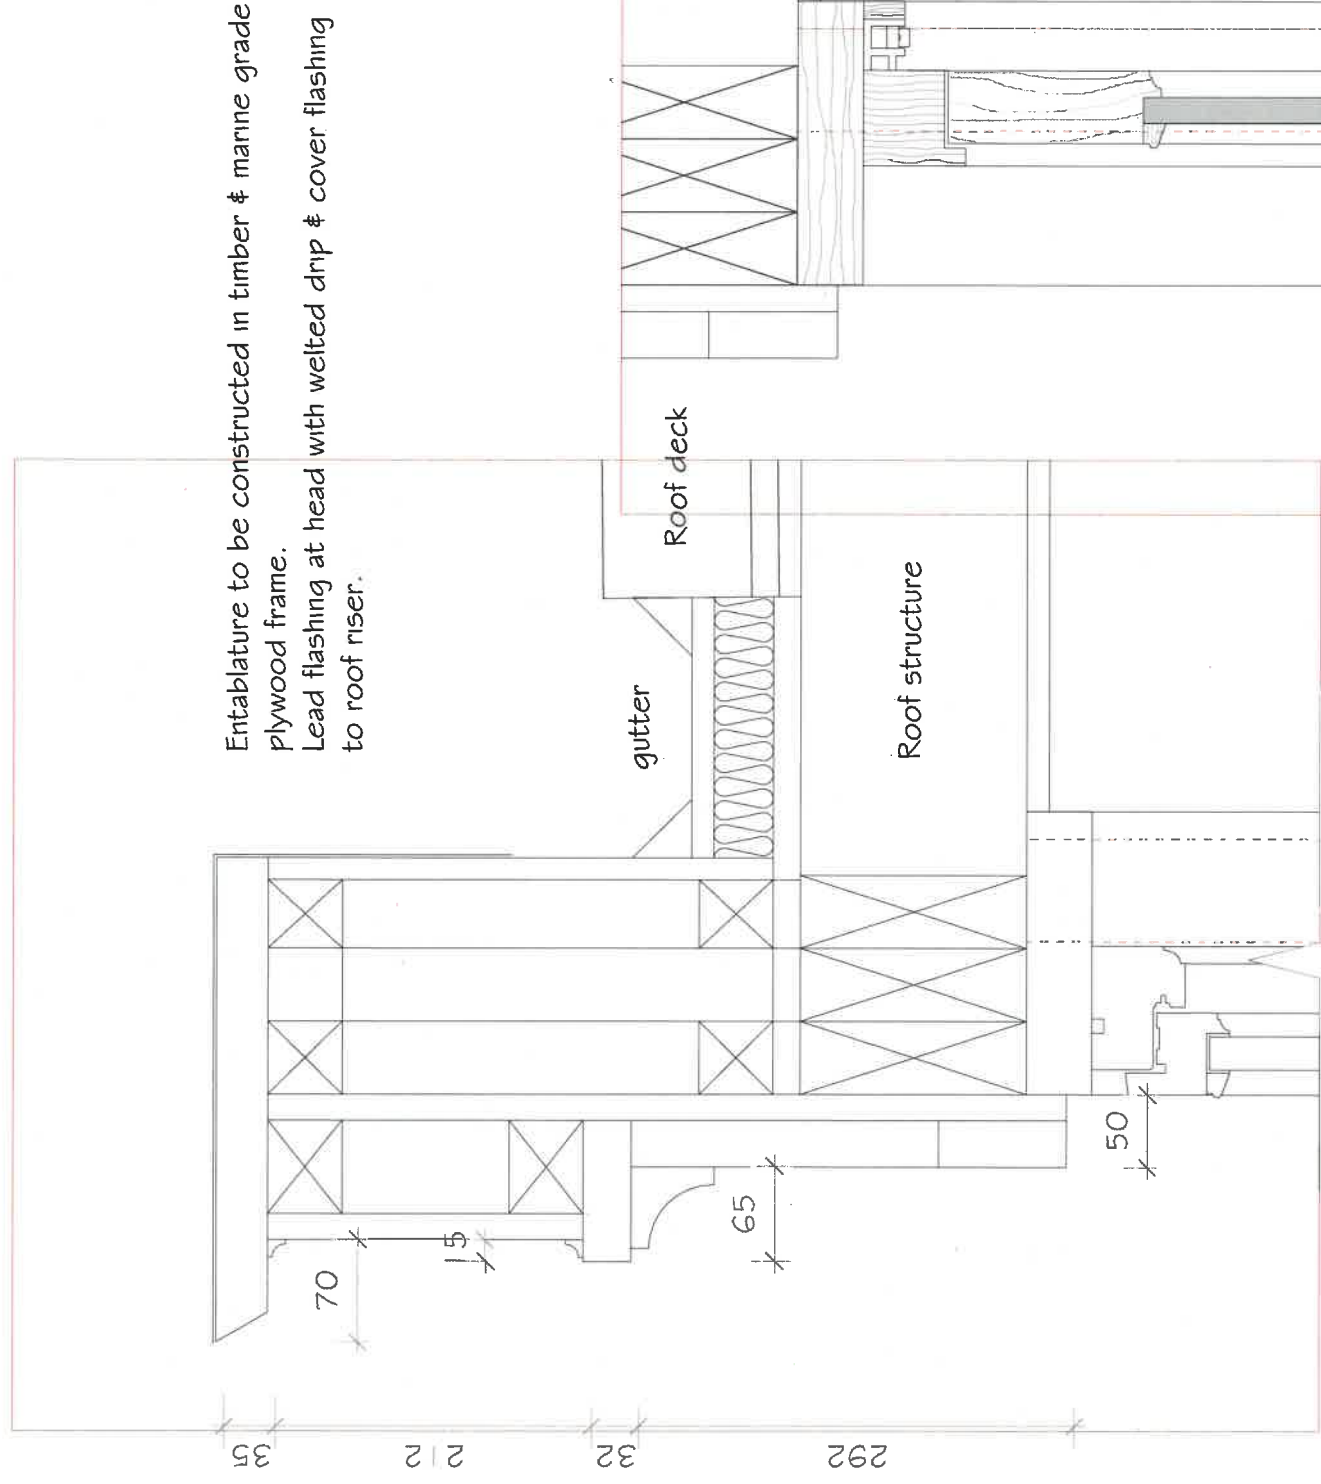 Entablature to be constructed in timber & marine grade
plywood frame.
Lead flashing at head with welted drip & cover flashing
to roof riser.
Roof deck
gutter
Roof structure
70
15
65
50
35
212
32
292